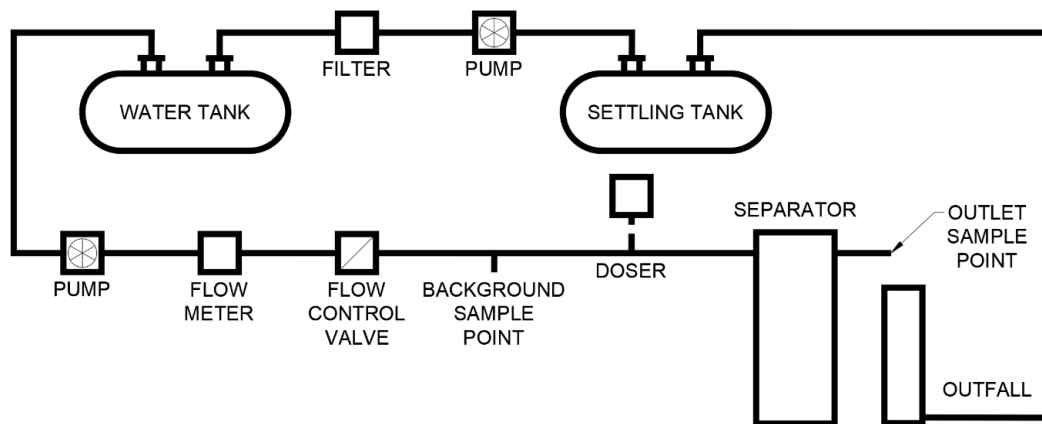 FILTER
PUMP
WATER TANK
SETTLING TANK
SEPARATOR
OUTLET
SAMPLE
POINT
PUMP
FLOW
METER
FLOW
CONTROL
VALVE
BACKGROUND
SAMPLE
POINT
DOSER
OUTFALL